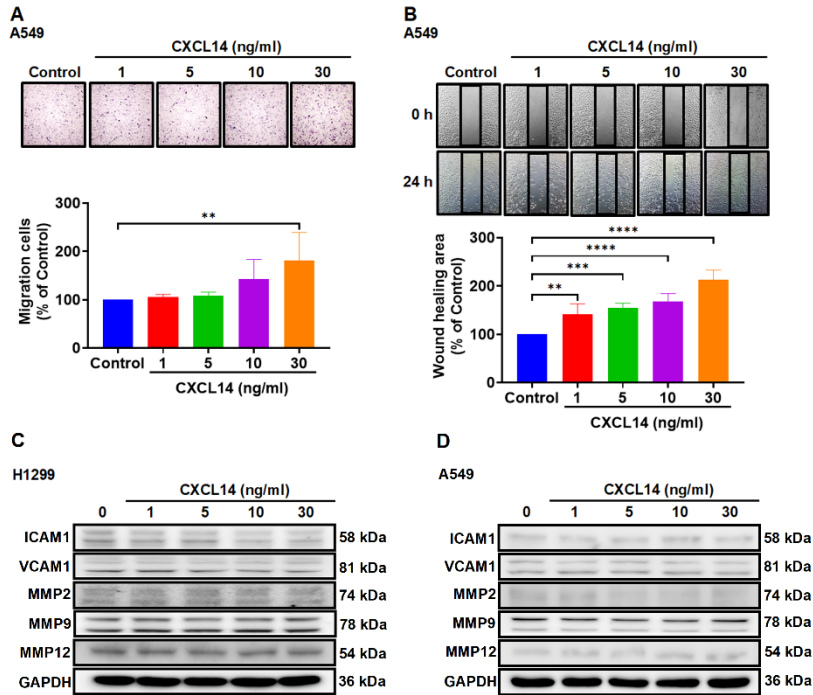 A
A549
CXCL14 (ng/ml)
Control 1 5 10 30
300
200
100
0
Migration cells
(% of Control)
**
Control 1 5 10 30
CXCL14 (ng/ml)
B
A549
CXCL14 (ng/ml)
Control 1 5 10 30
0 h
24 h
300
200
100
0
Wound healing area
(% of Control)
****
****
***
**
Control 1 5 10 30
CXCL14 (ng/ml)
C
H1299
CXCL14 (ng/ml)
0 1 5 10 30
ICAM1 58 kDa
VCAM1 81 kDa
MMP2 74 kDa
MMP9 78 kDa
MMP12 54 kDa
GAPDH 36 kDa
D
A549
CXCL14 (ng/ml)
0 1 5 10 30
ICAM1 58 kDa
VCAM1 81 kDa
MMP2 74 kDa
MMP9 78 kDa
MMP12 54 kDa
GAPDH 36 kDa